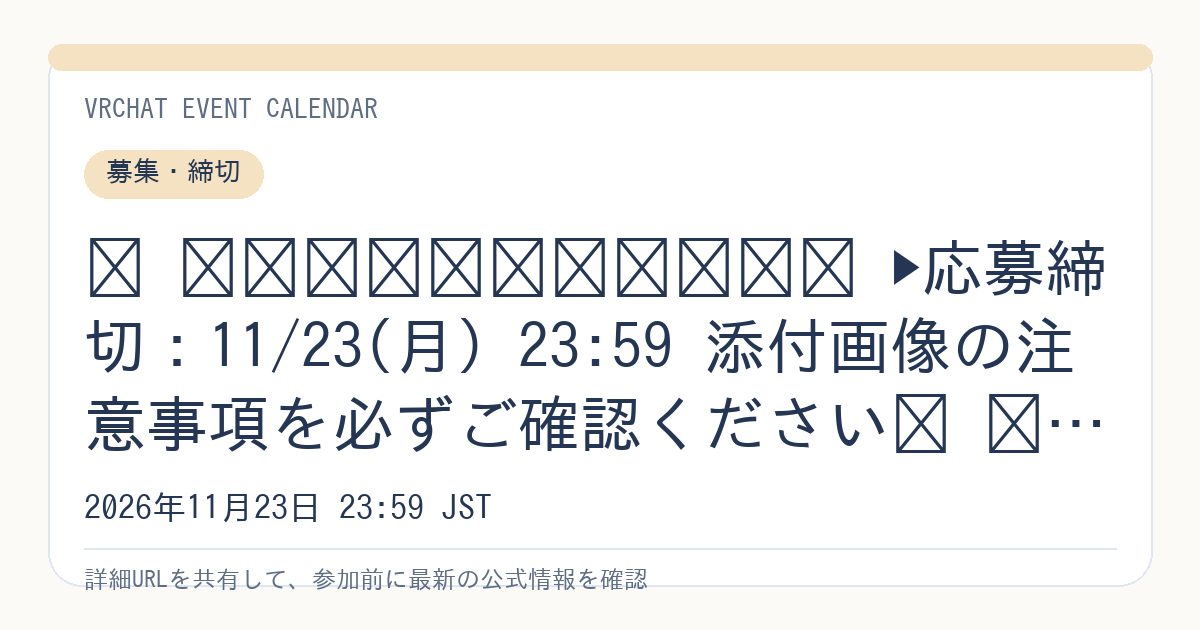 VRCHAT EVENT CALENDAR
募集・締切
▶応募締
切：11/23(月) 23:59 添付画像の注
意事項を必ずご確認ください…
2026年11月23日 23:59 JST
詳細URLを共有して、参加前に最新の公式情報を確認